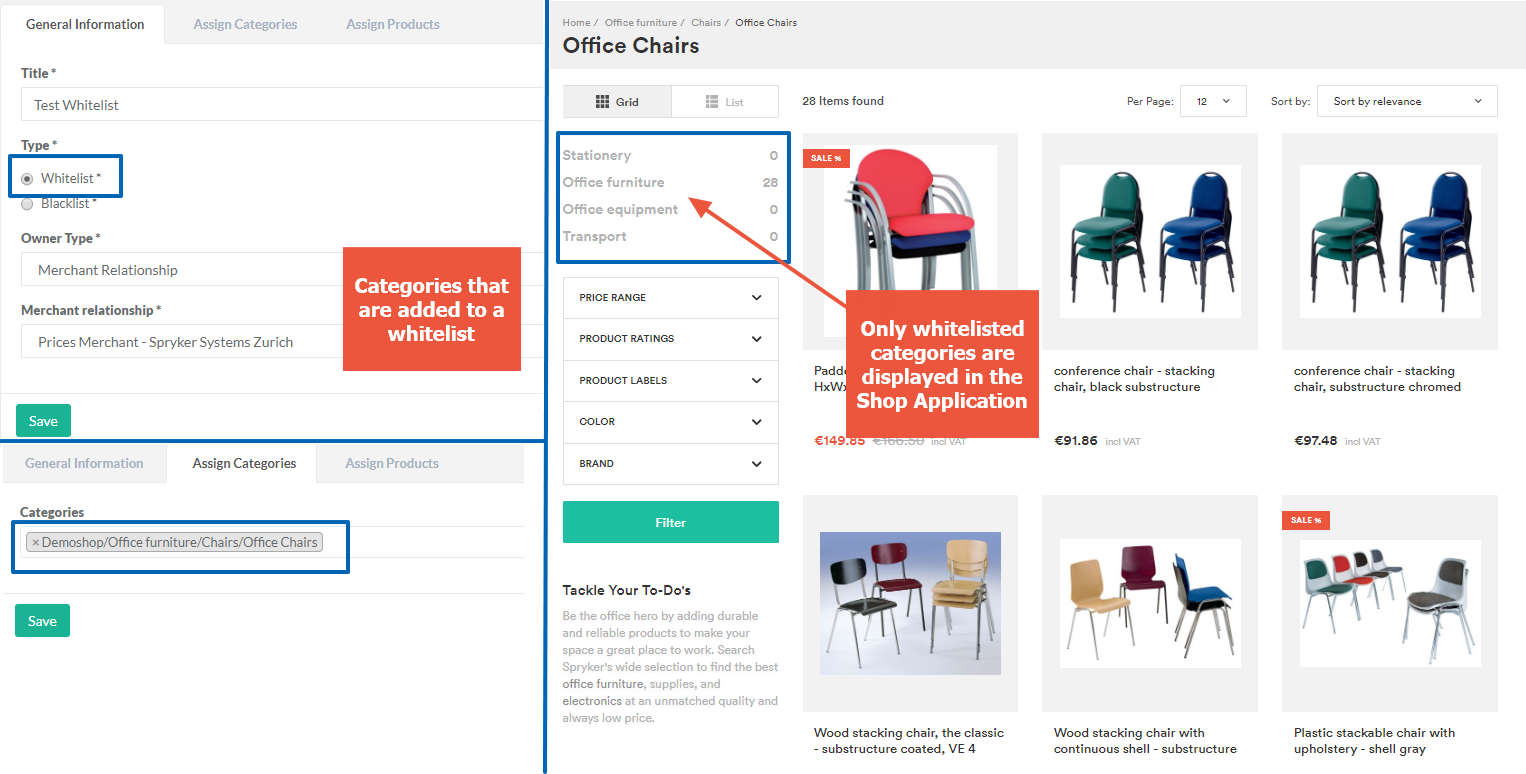 General Information
Assign Categories
Assign Products
Title *
Test Whitelist
Type *
Whitelist *
Blacklist *
Owner Type *
Merchant Relationship
Merchant relationship *
Prices Merchant - Spryker Systems Zurich
Save
Categories that
are added to a
whitelist
General Information
Assign Categories
Assign Products
Categories
× Demoshop/Office furniture/Chairs/Office Chairs
Save
Home / Office furniture / Chairs / Office Chairs
Office Chairs
Grid
List
28 Items found
Per Page:
12
Sort by:
Sort by relevance
Stationery 0
Office furniture 28
Office equipment 0
Transport 0
PRICE RANGE
PRODUCT RATINGS
PRODUCT LABELS
COLOR
BRAND
Filter
Tackle Your To-Do's
Be the office hero by adding durable
and reliable products to make your
space a great place to work. Search
Spryker's wide selection to find the best
office furniture, supplies, and
electronics at an unmatched quality and
always low price.
Only whitelisted
categories are
displayed in the
Shop Application
SALE %
Padde
HxWx
€149.85 €166.50 incl VAT
conference chair - stacking
chair, black substructure
€91.86 incl VAT
conference chair - stacking
chair, substructure chromed
€97.48 incl VAT
Wood stacking chair, the classic
- substructure coated, VE 4
Wood stacking chair with
continuous shell - substructure
SALE %
Plastic stackable chair with
upholstery - shell gray